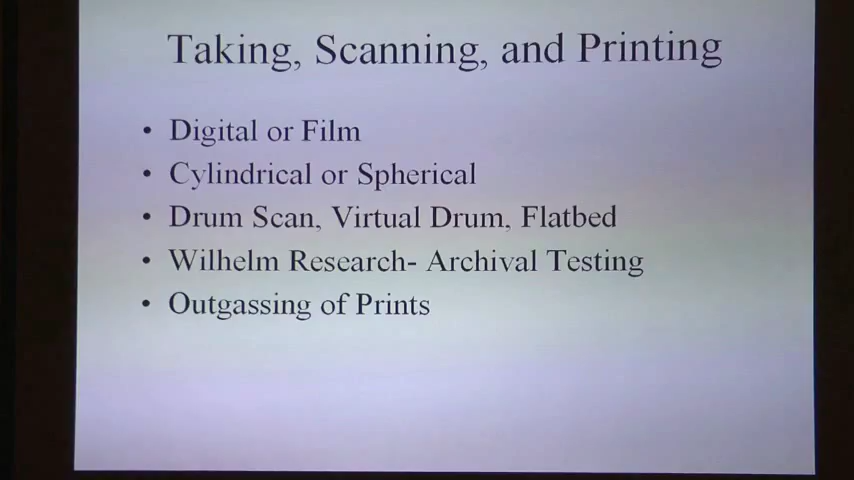 Taking, Scanning, and Printing
• Digital or Film
• Cylindrical or Spherical
• Drum Scan, Virtual Drum, Flatbed
• Wilhelm Research- Archival Testing
• Outgassing of Prints